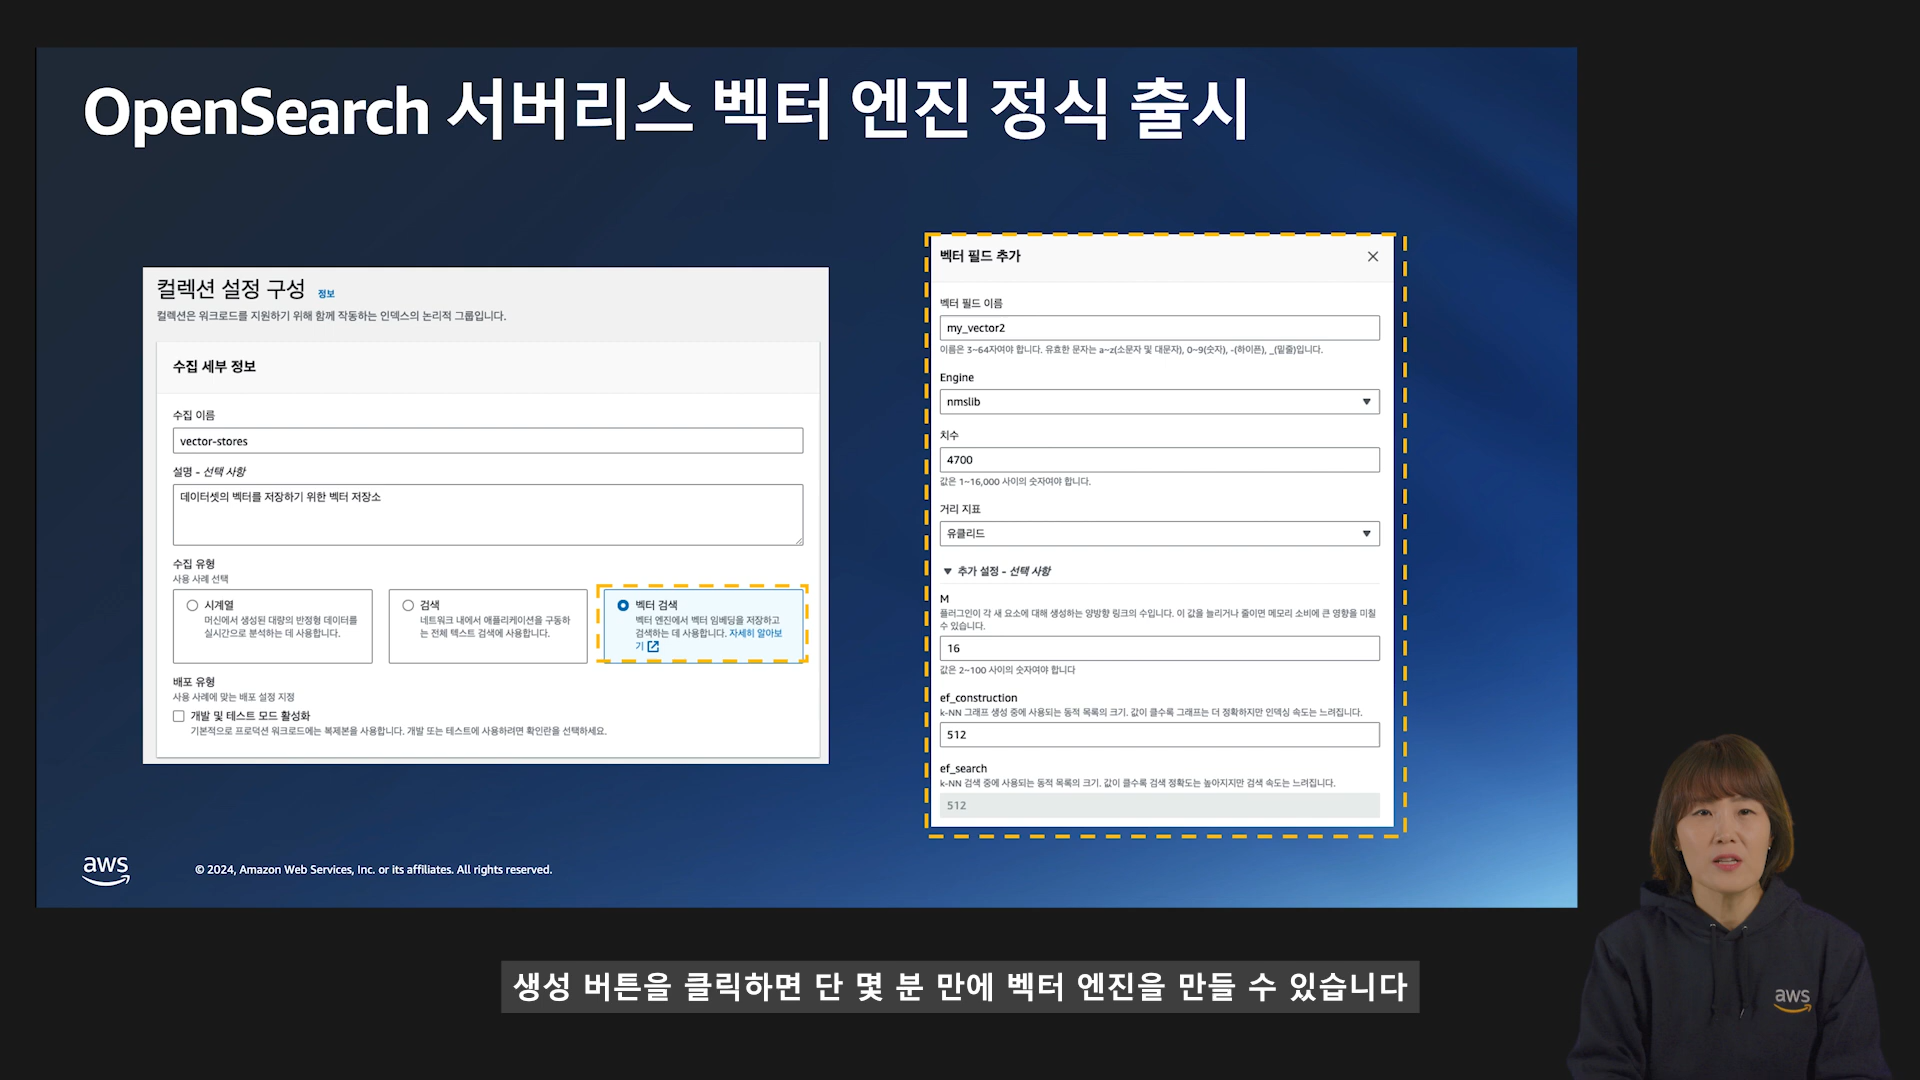 OpenSearch 서버리스 벡터 엔진 정식 출시
컬렉션 설정 구성 정보
컬렉션은 워크로드를 지원하기 위해 함께 작동하는 인덱스의 논리적 그룹입니다.
수집 세부 정보
수집 이름
vector-stores
설명 - 선택 사항
데이터셋의 벡터를 저장하기 위한 벡터 저장소
수집 유형
사용 사례 선택
시계열
머신에서 생성된 대량의 반정형 데이터를
실시간으로 분석하는 데 사용합니다.
검색
네트워크 내에서 애플리케이션을 구동하
는 전체 텍스트 검색에 사용합니다.
벡터 검색
벡터 엔진에서 벡터 임베딩을 저장하고
검색하는 데 사용합니다. 자세히 알아보
기
배포 유형
사용 사례에 맞는 배포 설정 지정
개발 및 테스트 모드 활성화
기본적으로 프로덕션 워크로드에는 복제본을 사용합니다. 개발 또는 테스트에 사용하려면 확인란을 선택하세요.
벡터 필드 추가
벡터 필드 이름
my_vector2
이름은 3~64자여야 합니다. 유효한 문자는 a~z(소문자 및 대문자), 0~9(숫자), -(하이픈), _(밑줄)입니다.
Engine
nmslib
치수
4700
값은 1~16,000 사이의 숫자여야 합니다.
거리 지표
유클리드
추가 설정 - 선택 사항
M
플러그인이 각 새 요소에 대해 생성하는 양방향 링크의 수입니다. 이 값을 늘리거나 줄이면 메모리 소비에 큰 영향을 미칠
수 있습니다.
16
값은 2~100 사이의 숫자여야 합니다
ef_construction
k-NN 그래프 생성 중에 사용되는 동적 목록의 크기. 값이 클수록 그래프는 더 정확하지만 인덱싱 속도는 느려집니다.
512
ef_search
k-NN 검색 중에 사용되는 동적 목록의 크기. 값이 클수록 검색 정확도는 높아지지만 검색 속도는 느려집니다.
512
aws
© 2024, Amazon Web Services, Inc. or its affiliates. All rights reserved.
생성 버튼을 클릭하면 단 몇 분 만에 벡터 엔진을 만들 수 있습니다
aws